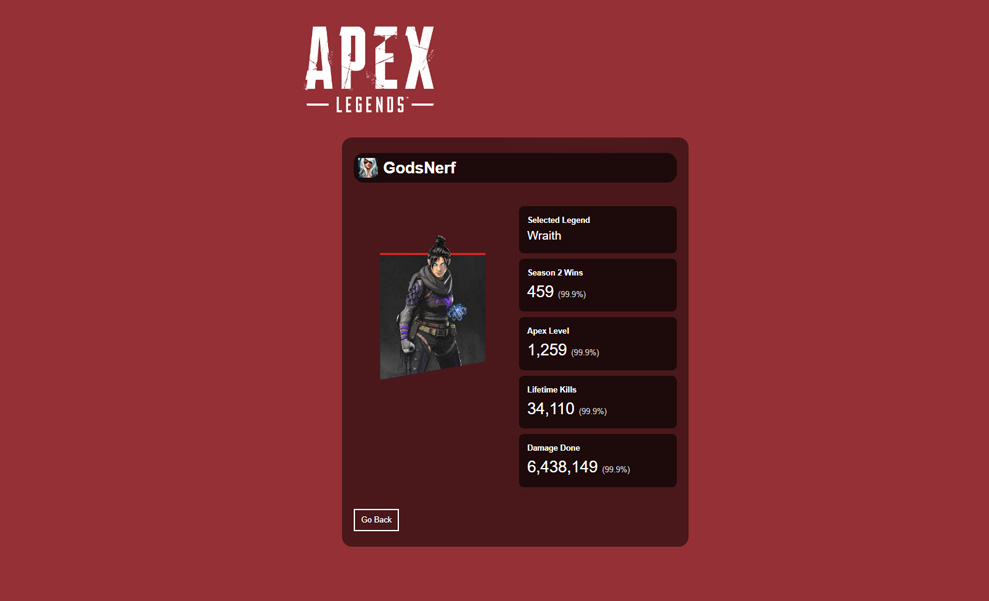 APEX
LEGENDS
GodsNerf
Selected Legend
Wraith
Season 2 Wins
459 (99.9%)
Apex Level
1,259 (99.9%)
Lifetime Kills
34,110 (99.9%)
Damage Done
6,438,149 (99.9%)
Go Back